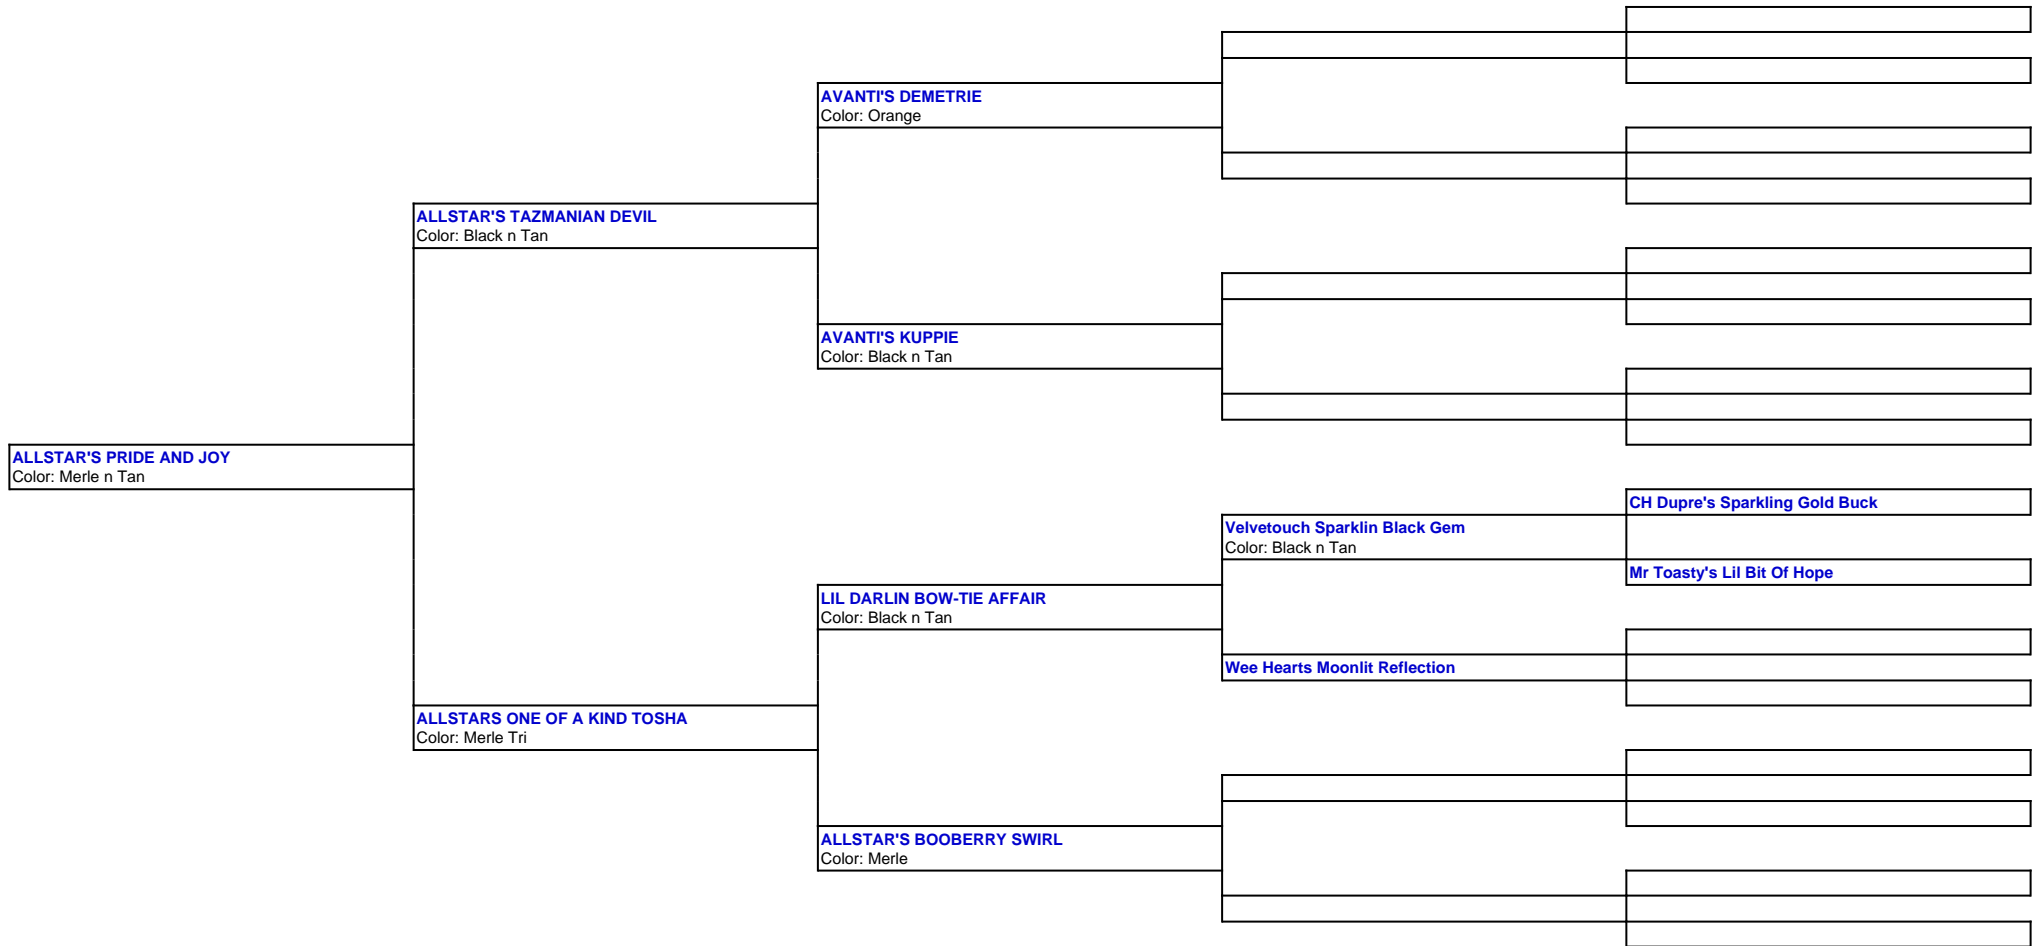 AVANTI'S DEMETRIE
Color: Orange
ALLSTAR'S TAZMANIAN DEVIL
Color: Black n Tan
AVANTI'S KUPPIE
Color: Black n Tan
ALLSTAR'S PRIDE AND JOY
Color: Merle n Tan
CH Dupre's Sparkling Gold Buck
Velvetouch Sparklin Black Gem
Color: Black n Tan
Mr Toasty's Lil Bit Of Hope
LIL DARLIN BOW-TIE AFFAIR
Color: Black n Tan
Wee Hearts Moonlit Reflection
ALLSTARS ONE OF A KIND TOSHA
Color: Merle Tri
ALLSTAR'S BOOBERRY SWIRL
Color: Merle